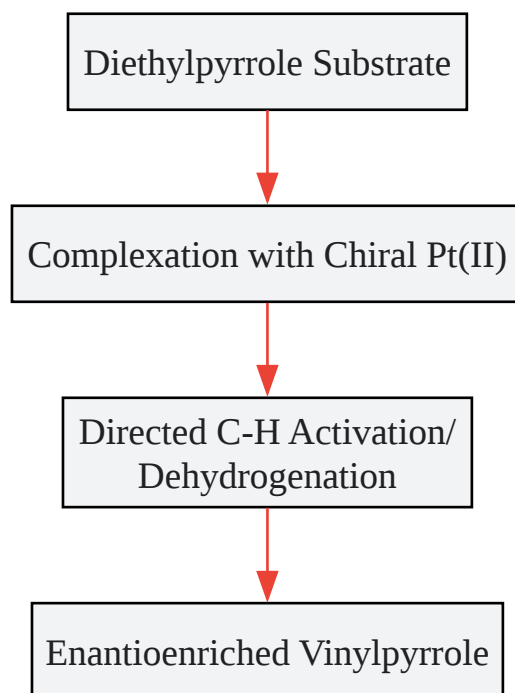 Diethylpyrrole Substrate
Complexation with Chiral Pt(II)
Directed C-H Activation/
Dehydrogenation
Enantioenriched Vinylpyrrole